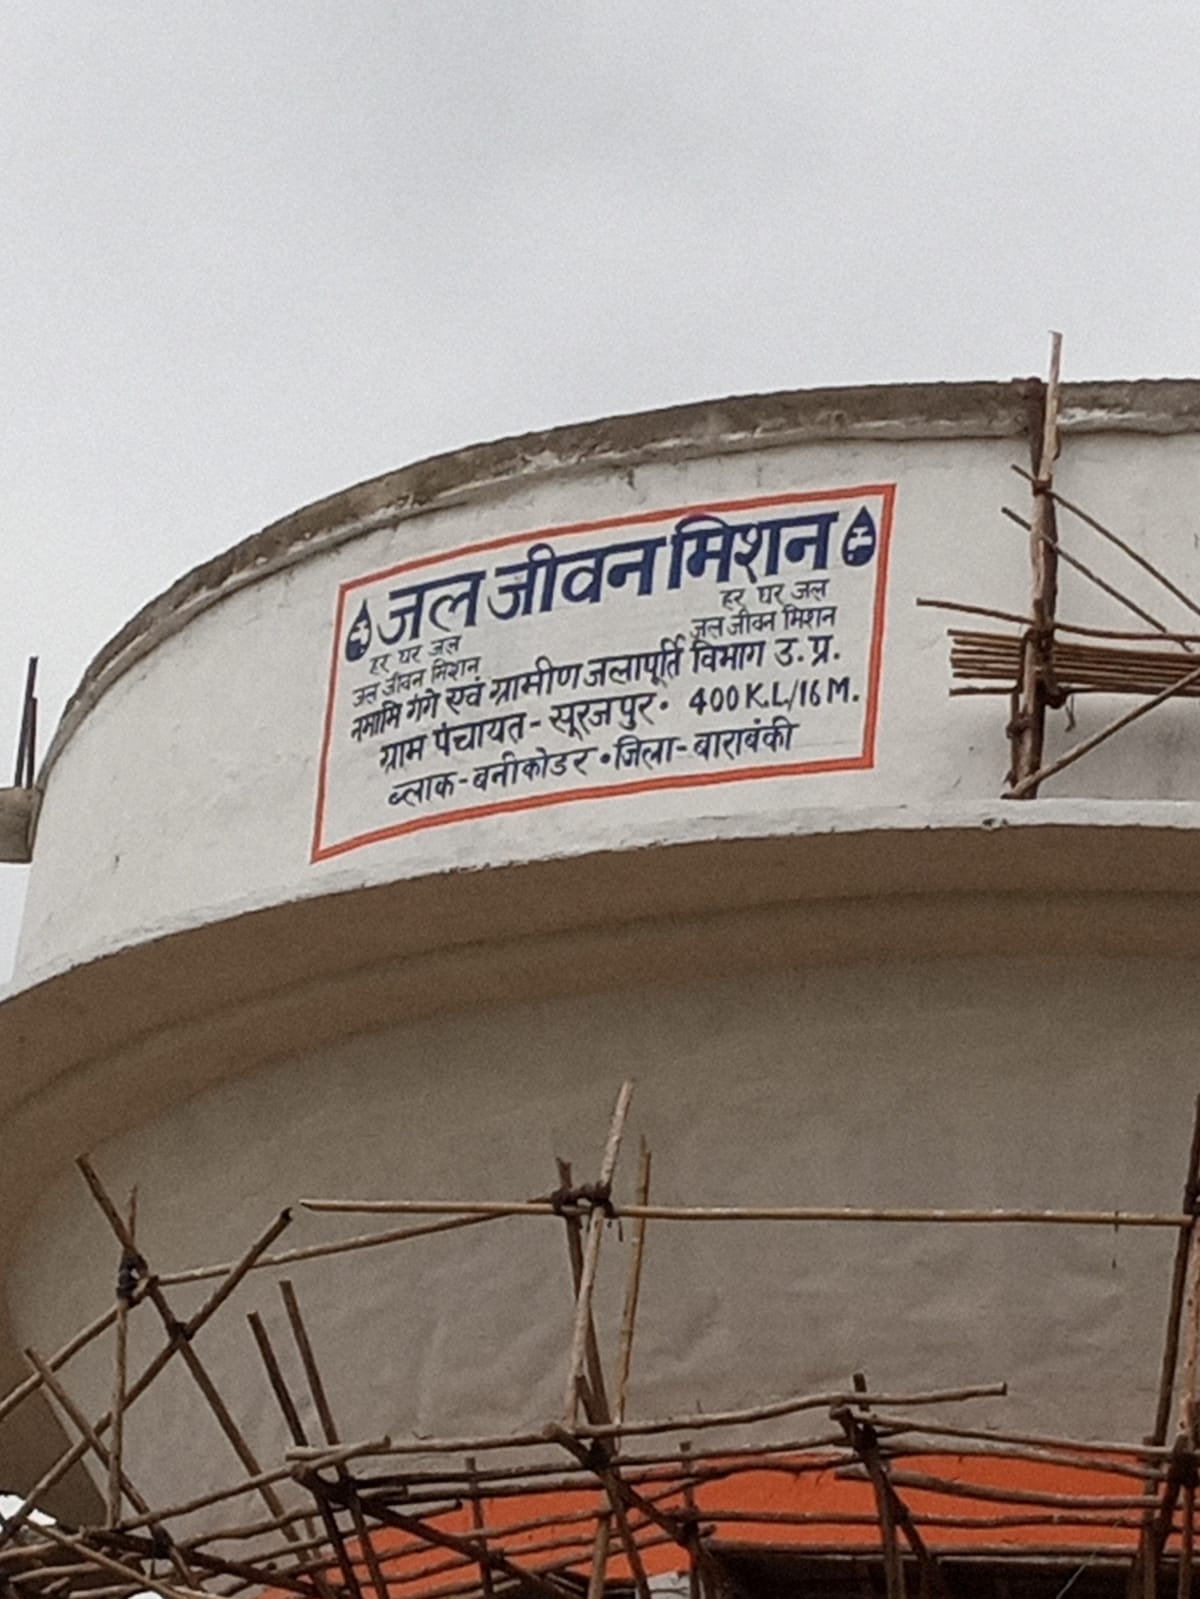 जल जीवन मिशन
हर घर जल
जल जीवन मिशन
हर घर जल
जल जीवन मिशन
नमामि गंगे एवं ग्रामीण जलापूर्ति विभाग उ. प्र.
ग्राम पंचायत - सूरजपुर • 400 K.L/16 M.
ब्लाक - बनीकोडर • जिला - बाराबंकी